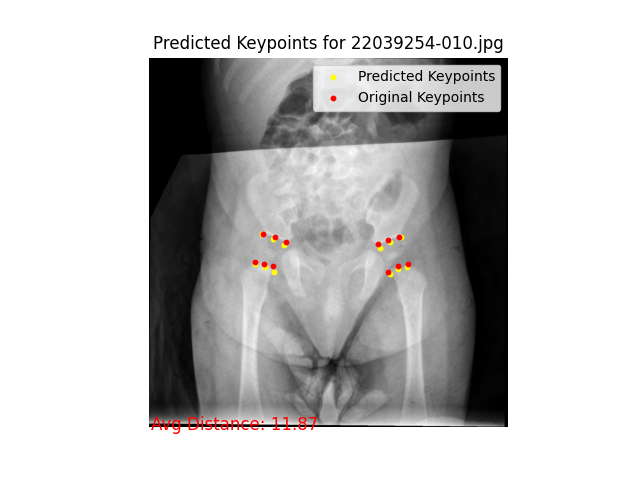 Predicted Keypoints for 22039254-010.jpg
Predicted Keypoints
Original Keypoints
Avg Distance: 11.87